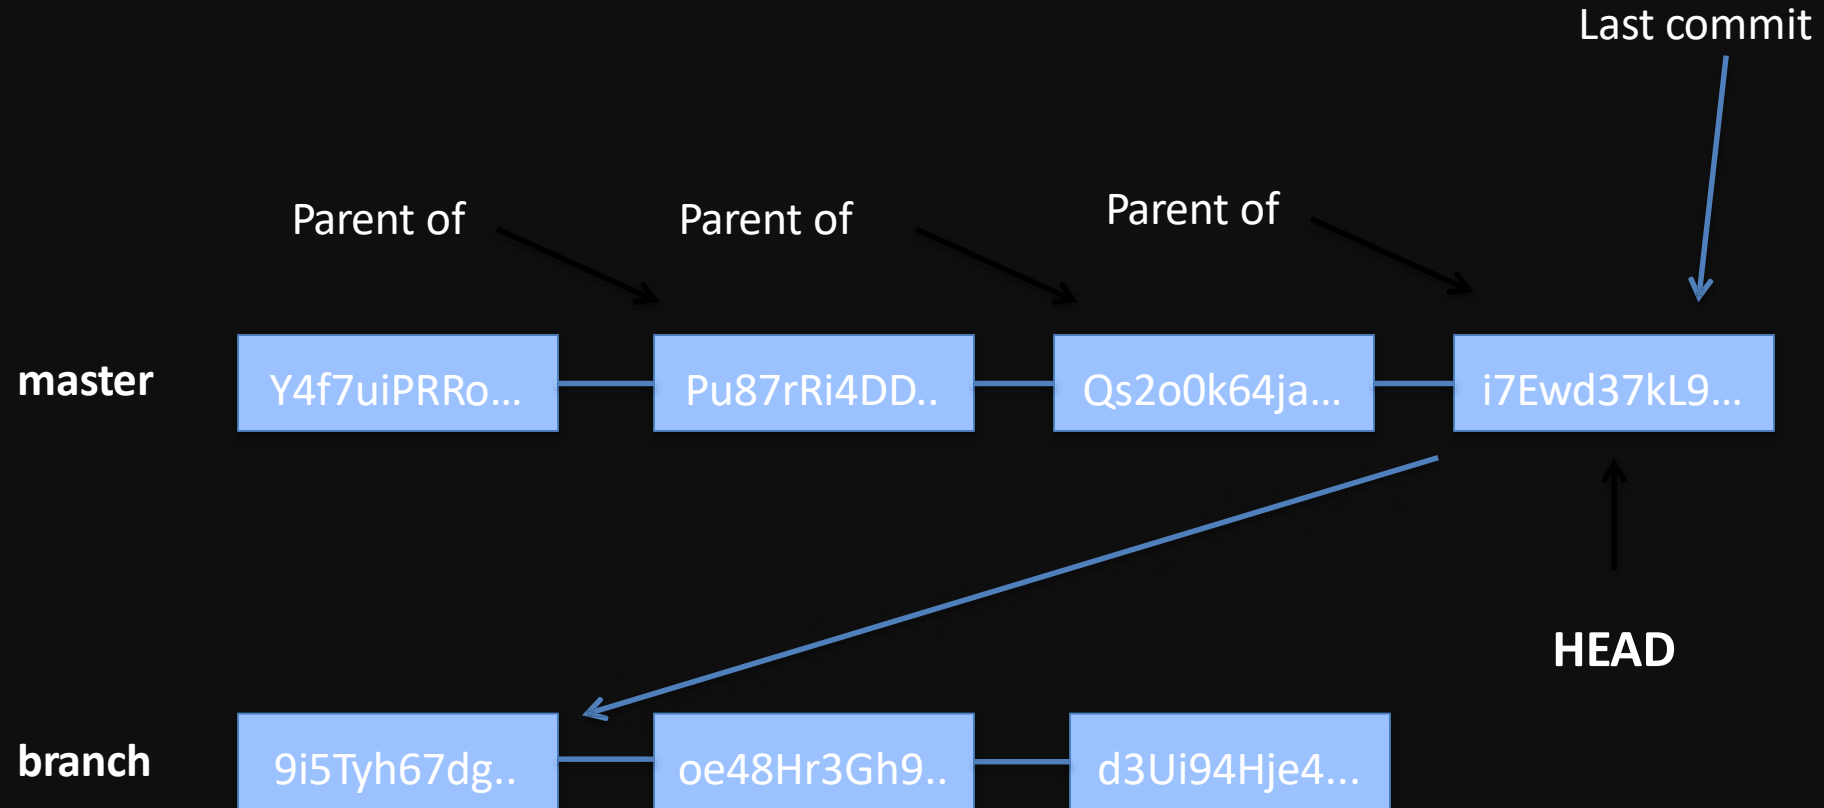 Last commit
Parent of
Parent of
Parent of
master
Y4f7uiPRRo...
Pu87rRi4DD..
Qs2o0k64ja...
i7Ewd37kL9...
HEAD
branch
9i5Tyh67dg..
oe48Hr3Gh9..
d3Ui94Hje4...